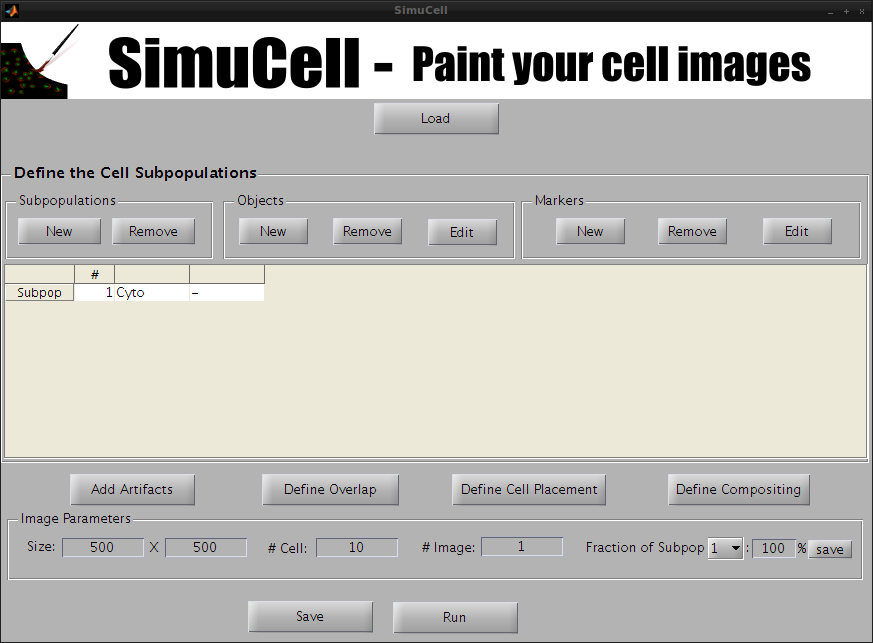 SimuCell
SimuCell - Paint your cell images
Load
Define the Cell Subpopulations
Subpopulations Objects Markers
New Remove New Remove Edit New Remove Edit
#
Subpop 1 Cyto –
Add Artifacts Define Overlap Define Cell Placement Define Compositing
Image Parameters
Size: 500 X 500 # Cell: 10 # Image: 1 Fraction of Subpop 1 : 100 % save
Save Run